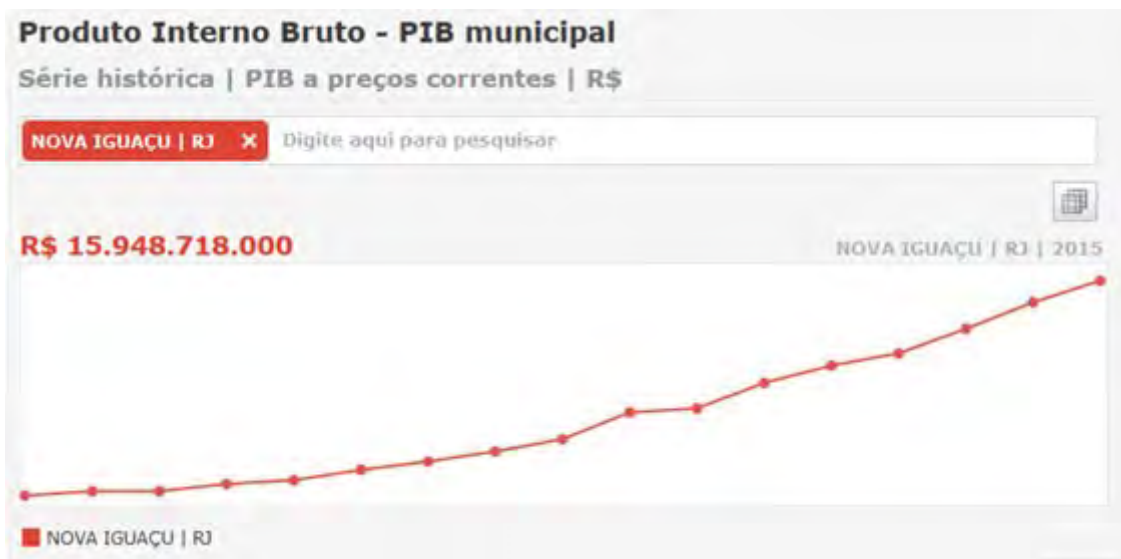 Produto Interno Bruto - PIB municipal
Série histórica | PIB a preços correntes | R$
NOVA IGUAÇU | RJ × Digite aqui para pesquisar
R$ 15.948.718.000 NOVA IGUAÇU | RJ | 2015
NOVA IGUAÇU | RJ